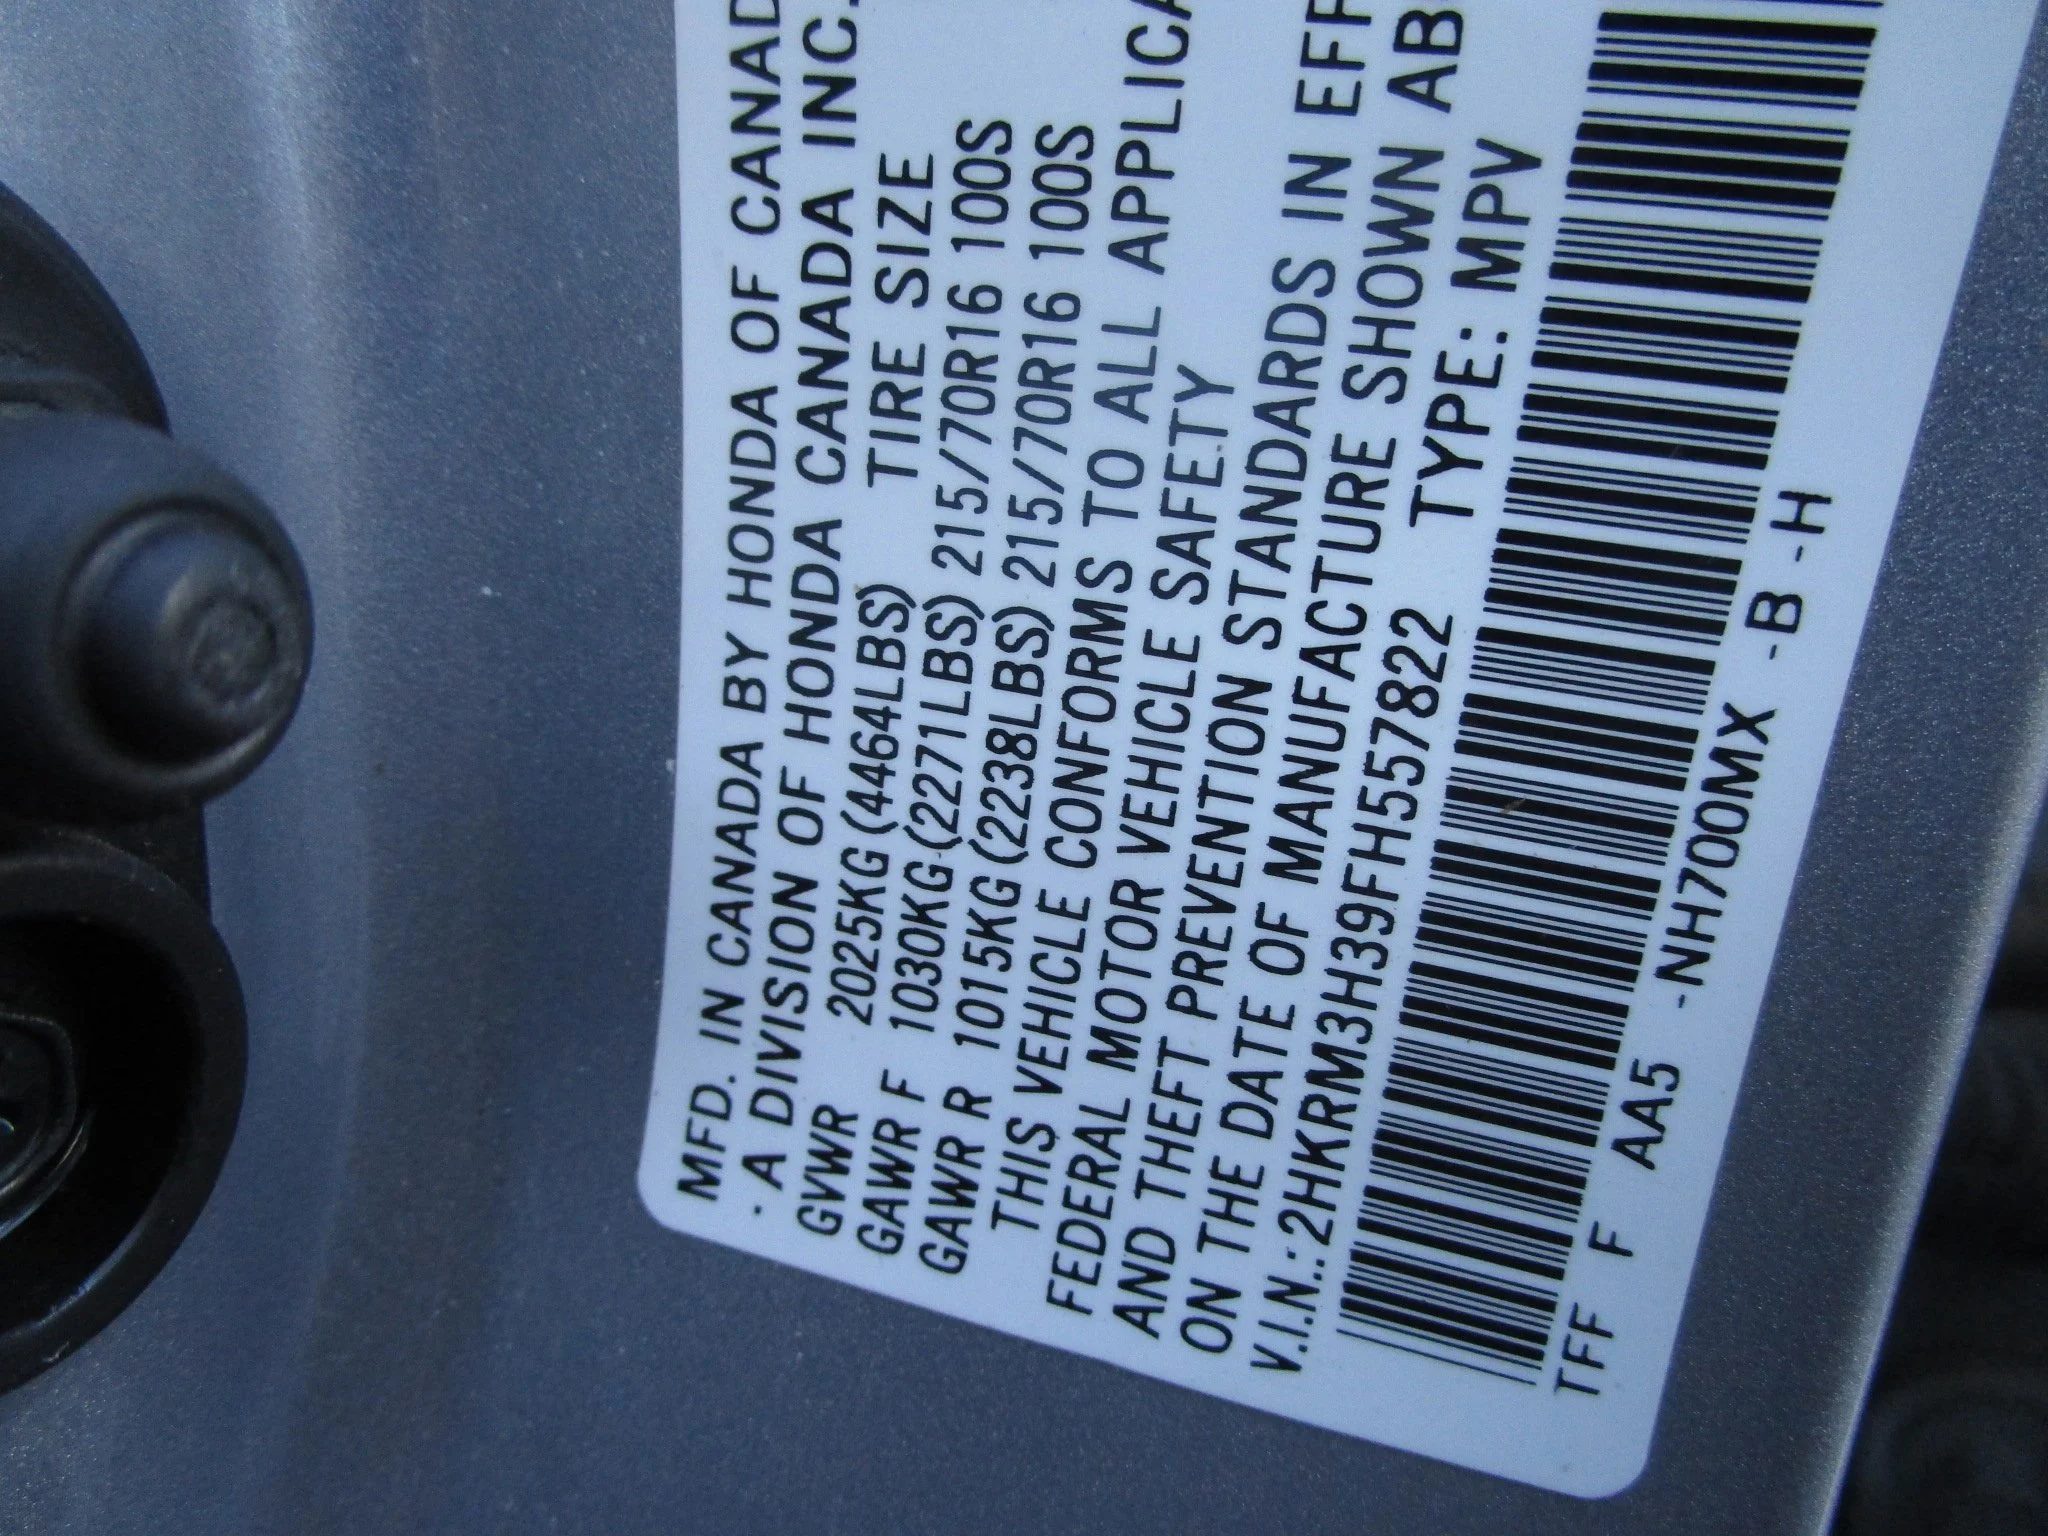 MFD. IN CANADA BY HONDA OF CANAD
. A DIVISION OF HONDA CANADA INC.
GVWR 2025KG(4464LBS) TIRE SIZE
GAWR F 1030KG(2271LBS) 215/70R16 100S
GAWR R 1015KG(2238LBS) 215/70R16 100S
THIS VEHICLE CONFORMS TO ALL APPLICA
FEDERAL MOTOR VEHICLE SAFETY
AND THEFT PREVENTION STANDARDS IN EFF
ON THE DATE OF MANUFACTURE SHOWN AB
V.I.N.:2HKRM3H39FH557822 TYPE: MPV
TFF F AA5 -NH700MX -B -H